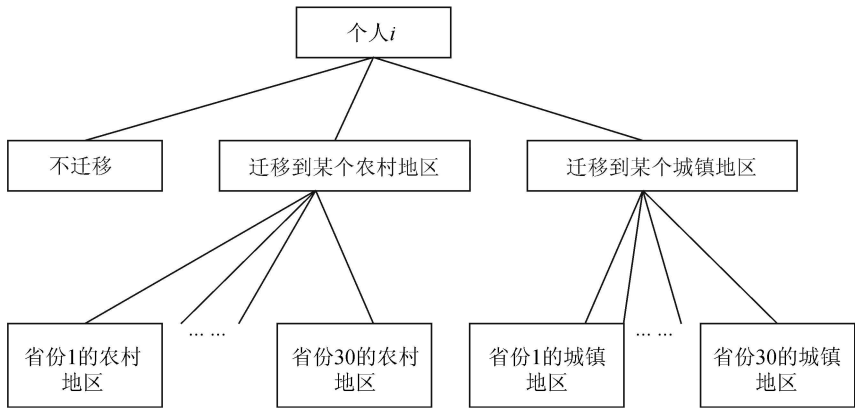 个人i
不迁移
迁移到某个农村地区
迁移到某个城镇地区
省份1的农村
地区
... ...
省份30的农村
地区
省份1的城镇
地区
... ...
省份30的城镇
地区